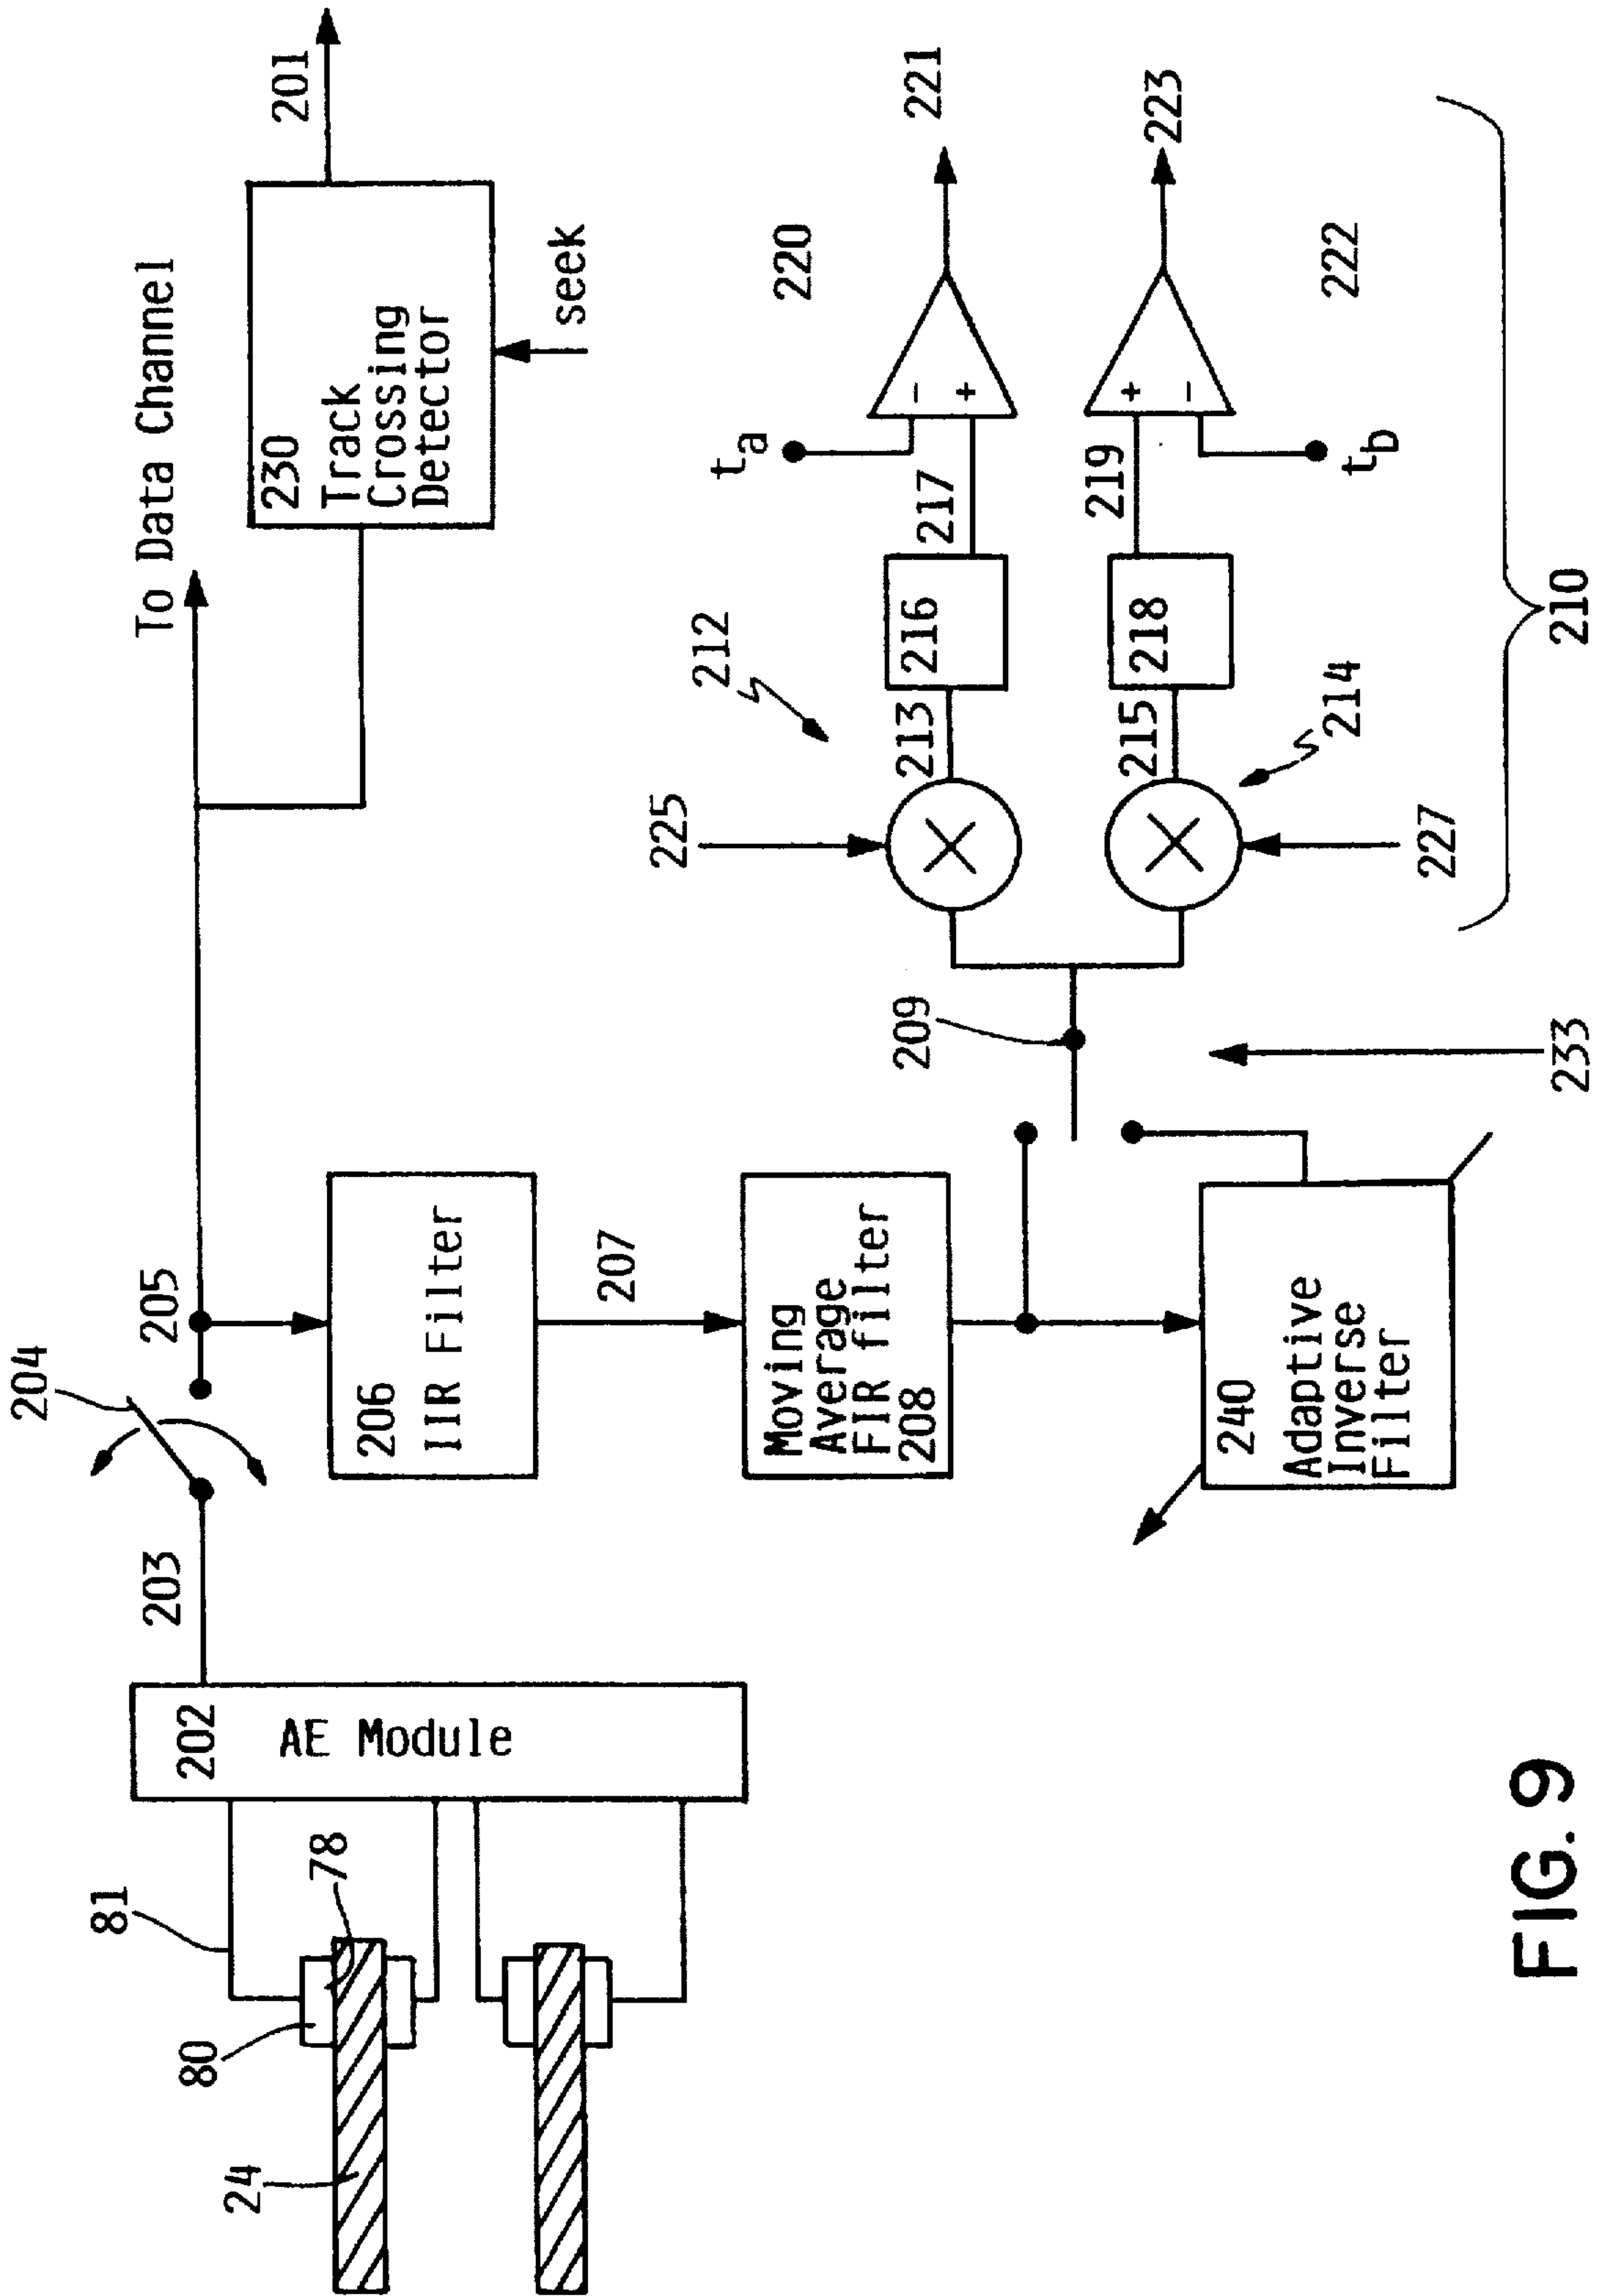 81
80
78
24
202
AE Module
203
204
205
To Data Channel
230
Track
Crossing
Detector
201
seek
206
IIR Filter
207
Moving
Average
FIR filter
208
240
Adaptive
Inverse
Filter
209
233
225
227
212
213
214
215
216
217
218
219
ta
tb
-
+
+
-
220
221
222
223
210
FIG. 9